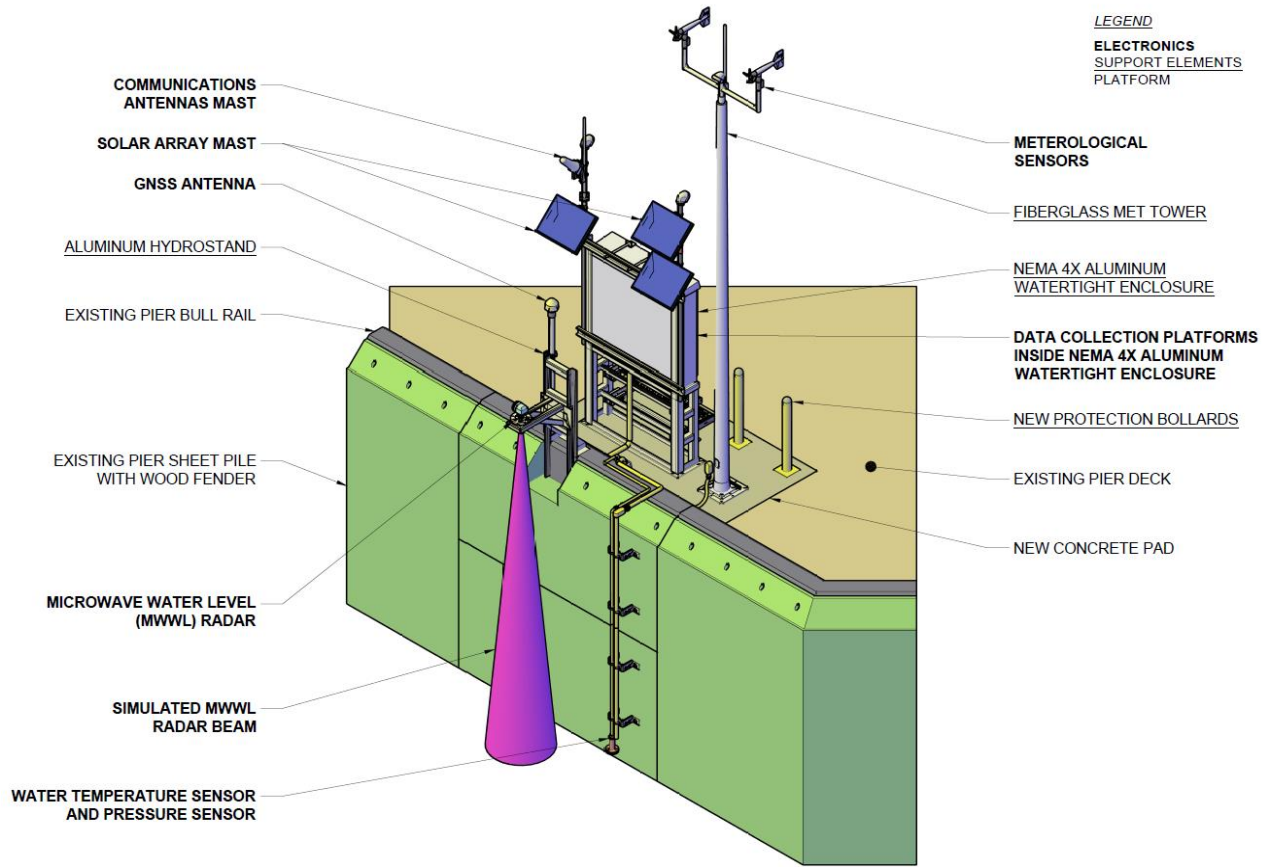 LEGEND
ELECTRONICS
SUPPORT ELEMENTS
PLATFORM
COMMUNICATIONS
ANTENNAS MAST
SOLAR ARRAY MAST
GNSS ANTENNA
ALUMINUM HYDROSTAND
EXISTING PIER BULL RAIL
EXISTING PIER SHEET PILE
WITH WOOD FENDER
MICROWAVE WATER LEVEL
(MWWL) RADAR
SIMULATED MWWL
RADAR BEAM
WATER TEMPERATURE SENSOR
AND PRESSURE SENSOR
METEROLOGICAL
SENSORS
FIBERGLASS MET TOWER
NEMA 4X ALUMINUM
WATERTIGHT ENCLOSURE
DATA COLLECTION PLATFORMS
INSIDE NEMA 4X ALUMINUM
WATERTIGHT ENCLOSURE
NEW PROTECTION BOLLARDS
EXISTING PIER DECK
NEW CONCRETE PAD